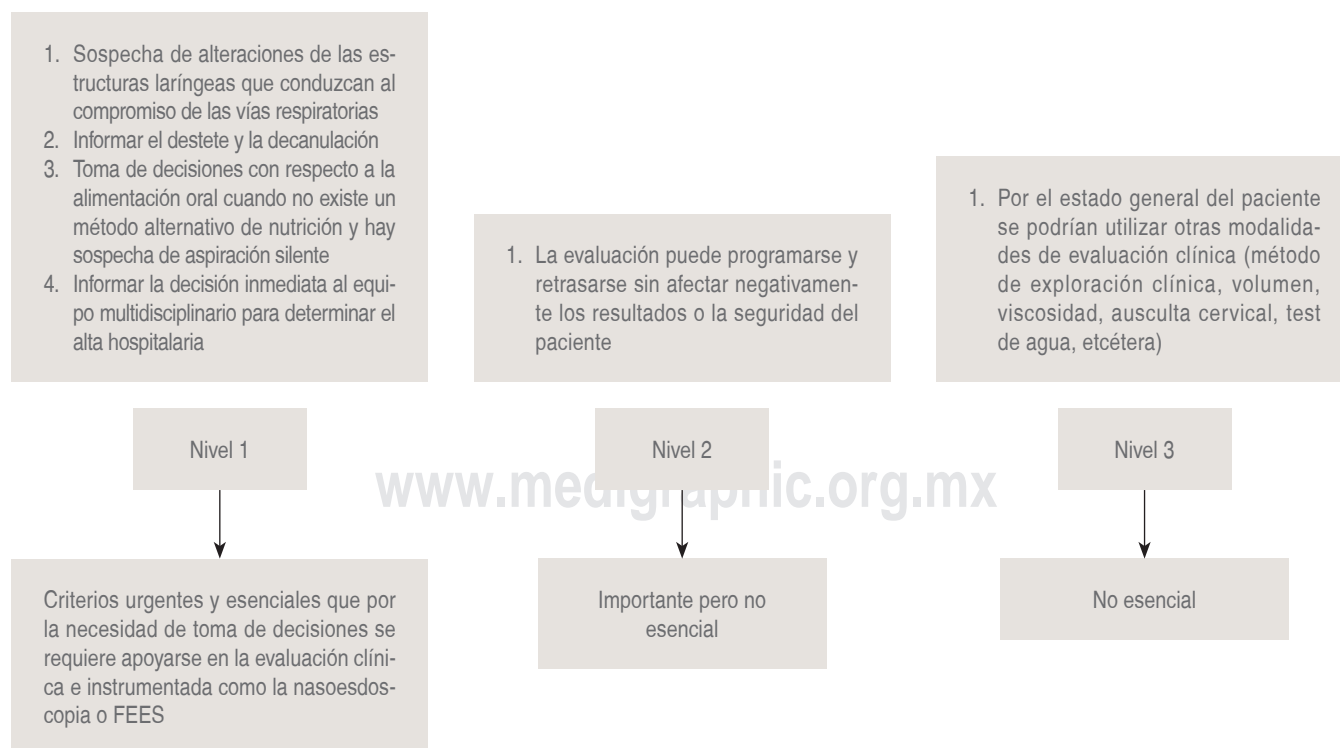 1. Sospecha de alteraciones de las es-
tructuras laríngeas que conduzcan al
compromiso de las vías respiratorias
2. Informar el destete y la decanulación
3. Toma de decisiones con respecto a la
alimentación oral cuando no existe un
método alternativo de nutrición y hay
sospecha de aspiración silente
4. Informar la decisión inmediata al equi-
po multidisciplinario para determinar el
alta hospitalaria
1. La evaluación puede programarse y
retrasarse sin afectar negativamen-
te los resultados o la seguridad del
paciente
1. Por el estado general del paciente
se podrían utilizar otras modalida-
des de evaluación clínica (método
de exploración clínica, volumen,
viscosidad, ausculta cervical, test
de agua, etcétera)
Nivel 1
Nivel 2
Nivel 3
www.medigraphic.org.mx
Criterios urgentes y esenciales que por
la necesidad de toma de decisiones se
requiere apoyarse en la evaluación clíni-
ca e instrumentada como la nasoesdos-
copia o FEES
Importante pero no
esencial
No esencial